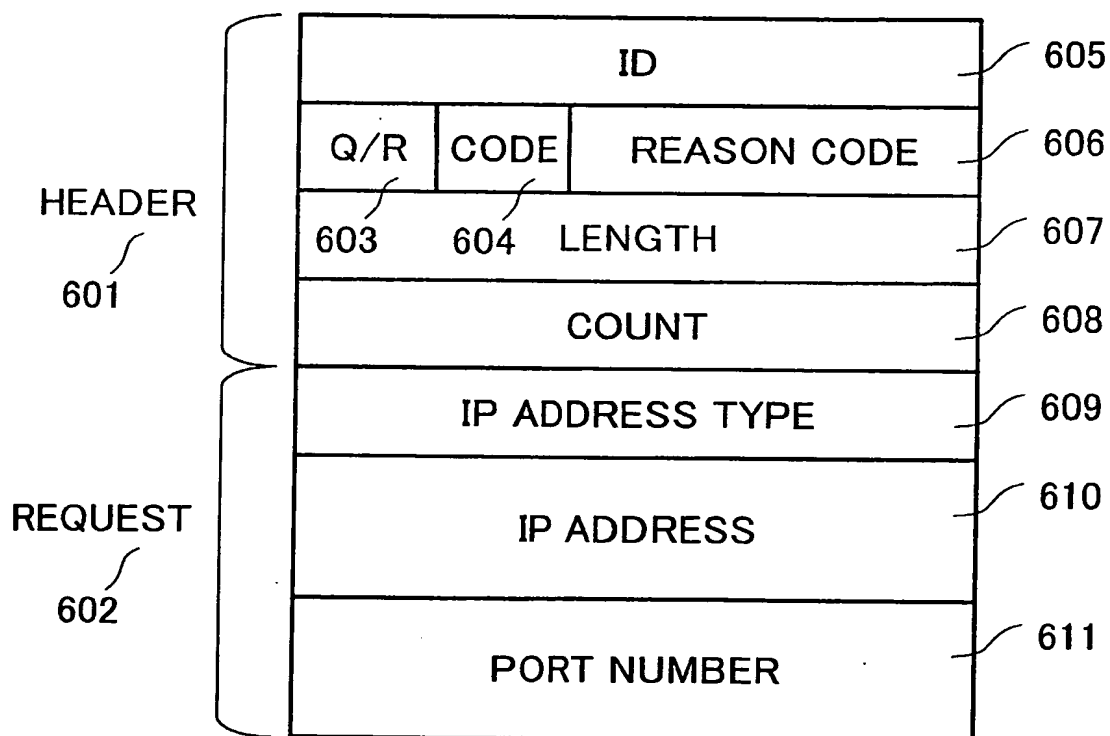 ID 605
Q/R CODE REASON CODE 606
HEADER
601
603 604 LENGTH 607
COUNT 608
IP ADDRESS TYPE 609
REQUEST
602
IP ADDRESS 610
PORT NUMBER 611